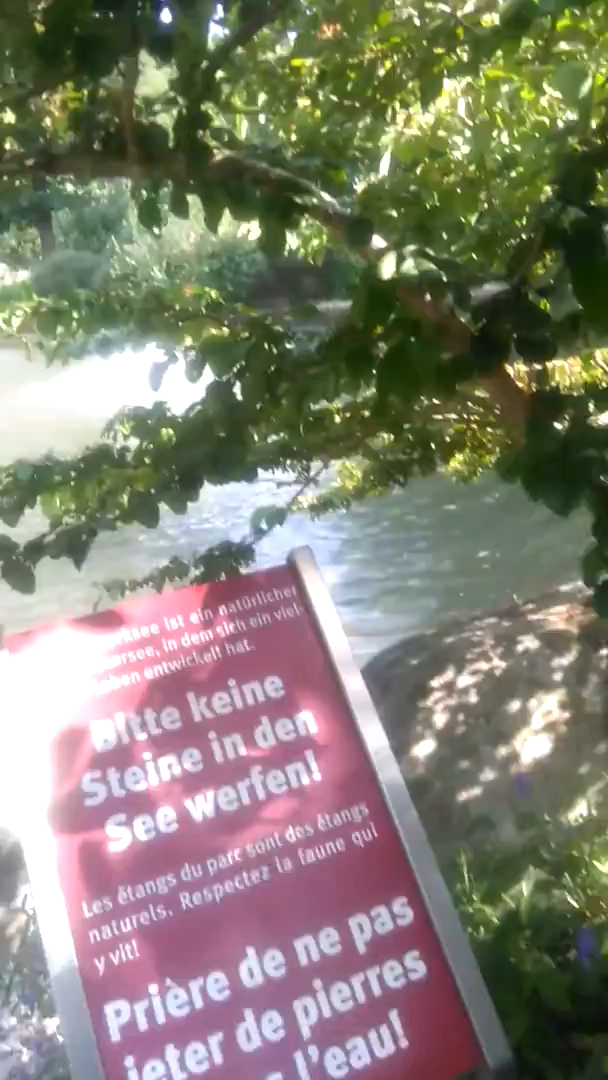 ist ein natürlicher
in dem sich ein viel-
entwickelt hat.
Bitte keine
Steine in den
See werfen!
Les étangs du parc sont des étangs
naturels. Respectez la faune qui
y vit!
Prière de ne pas
jeter de pierres
l'eau!